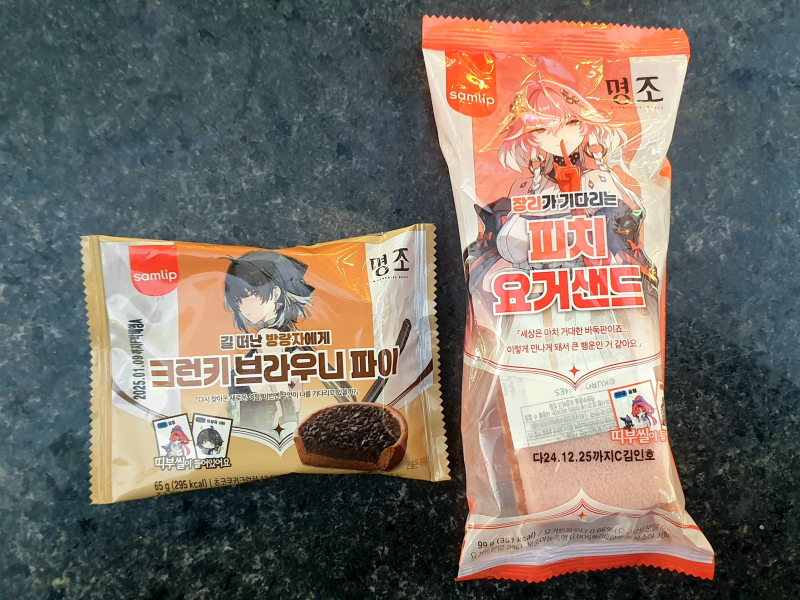 samlip
명조
길 떠난 방랑자에게
크런키 브라우니 파이
2025.01.09
띠부씰이 들어있어요
65 g (295 kcal)
samlip
명조
장리가 기다리는
피치
요거샌드
「세상은 마치 거대한 바둑판이죠...
이렇게 만나게 돼서 큰 행운인 거 같아요.」
띠부씰이
다24.12.25까지C김인호
99 g (351 kcal)